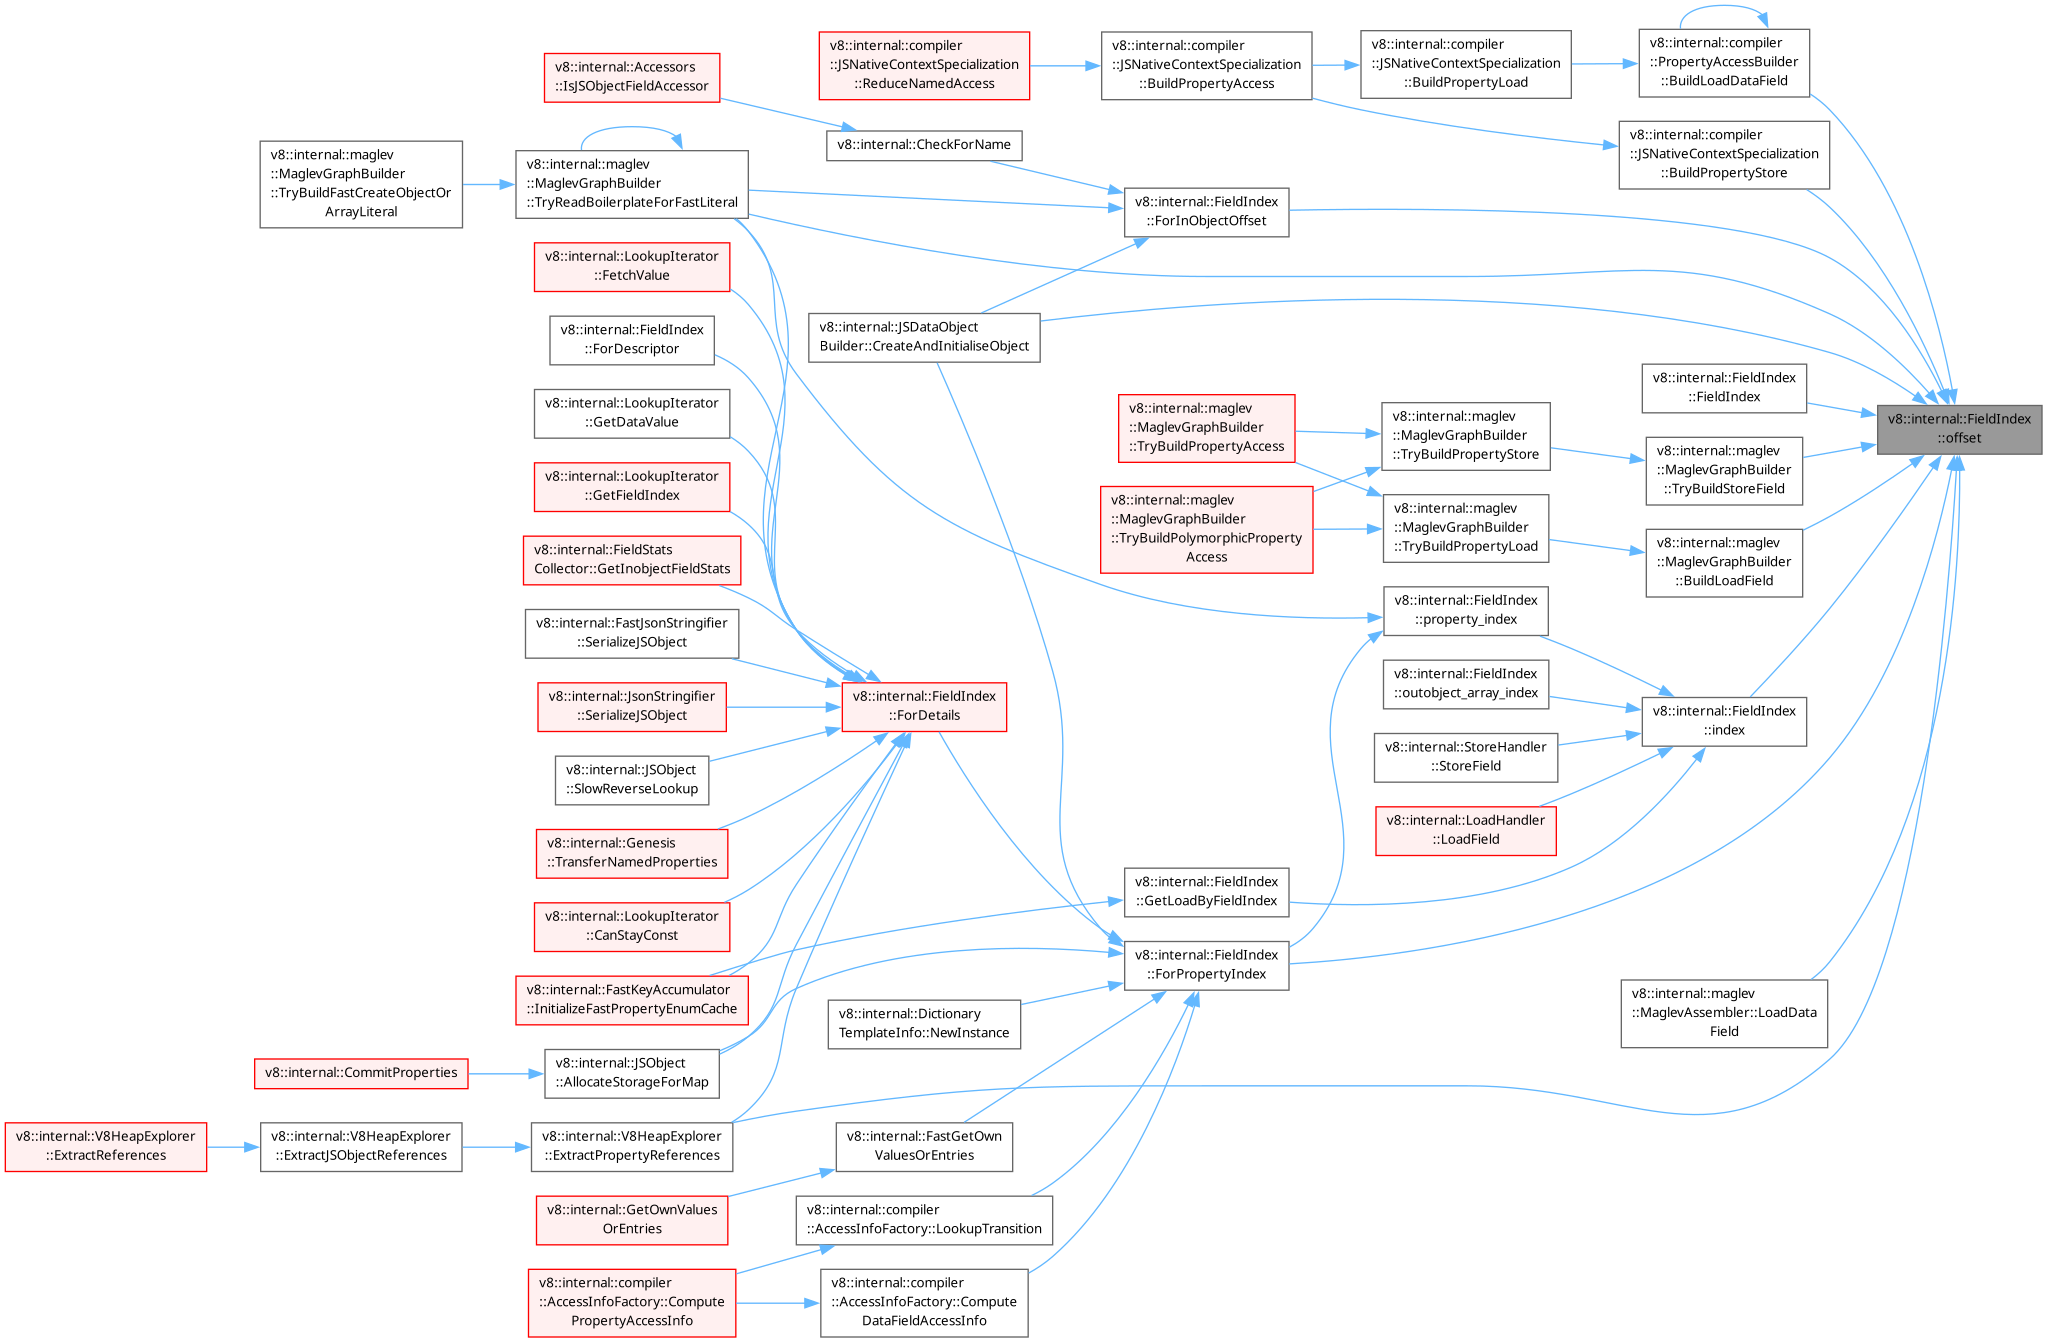 v8::internal::compiler
::PropertyAccessBuilder
::BuildLoadDataField
v8::internal::compiler
::JSNativeContextSpecialization
::BuildPropertyLoad
v8::internal::compiler
::JSNativeContextSpecialization
::BuildPropertyAccess
v8::internal::compiler
::JSNativeContextSpecialization
::ReduceNamedAccess
v8::internal::Accessors
::IsJSObjectFieldAccessor
v8::internal::CheckForName
v8::internal::compiler
::JSNativeContextSpecialization
::BuildPropertyStore
v8::internal::maglev
::MaglevGraphBuilder
::TryBuildFastCreateObjectOr
ArrayLiteral
v8::internal::maglev
::MaglevGraphBuilder
::TryReadBoilerplateForFastLiteral
v8::internal::FieldIndex
::ForInObjectOffset
v8::internal::LookupIterator
::FetchValue
v8::internal::FieldIndex
::ForDescriptor
v8::internal::JSDataObject
Builder::CreateAndInitialiseObject
v8::internal::FieldIndex
::FieldIndex
v8::internal::FieldIndex
::offset
v8::internal::LookupIterator
::GetDataValue
v8::internal::maglev
::MaglevGraphBuilder
::TryBuildPropertyAccess
v8::internal::maglev
::MaglevGraphBuilder
::TryBuildPropertyStore
v8::internal::maglev
::MaglevGraphBuilder
::TryBuildStoreField
v8::internal::LookupIterator
::GetFieldIndex
v8::internal::maglev
::MaglevGraphBuilder
::TryBuildPolymorphicProperty
Access
v8::internal::maglev
::MaglevGraphBuilder
::TryBuildPropertyLoad
v8::internal::maglev
::MaglevGraphBuilder
::BuildLoadField
v8::internal::FieldStats
Collector::GetInobjectFieldStats
v8::internal::FieldIndex
::property_index
v8::internal::FastJsonStringifier
::SerializeJSObject
v8::internal::JsonStringifier
::SerializeJSObject
v8::internal::FieldIndex
::ForDetails
v8::internal::FieldIndex
::outobject_array_index
v8::internal::FieldIndex
::index
v8::internal::StoreHandler
::StoreField
v8::internal::JSObject
::SlowReverseLookup
v8::internal::LoadHandler
::LoadField
v8::internal::Genesis
::TransferNamedProperties
v8::internal::FieldIndex
::GetLoadByFieldIndex
v8::internal::LookupIterator
::CanStayConst
v8::internal::FieldIndex
::ForPropertyIndex
v8::internal::FastKeyAccumulator
::InitializeFastPropertyEnumCache
v8::internal::Dictionary
TemplateInfo::NewInstance
v8::internal::maglev
::MaglevAssembler::LoadData
Field
v8::internal::CommitProperties
v8::internal::JSObject
::AllocateStorageForMap
v8::internal::V8HeapExplorer
::ExtractReferences
v8::internal::V8HeapExplorer
::ExtractJSObjectReferences
v8::internal::V8HeapExplorer
::ExtractPropertyReferences
v8::internal::FastGetOwn
ValuesOrEntries
v8::internal::GetOwnValues
OrEntries
v8::internal::compiler
::AccessInfoFactory::LookupTransition
v8::internal::compiler
::AccessInfoFactory::Compute
PropertyAccessInfo
v8::internal::compiler
::AccessInfoFactory::Compute
DataFieldAccessInfo